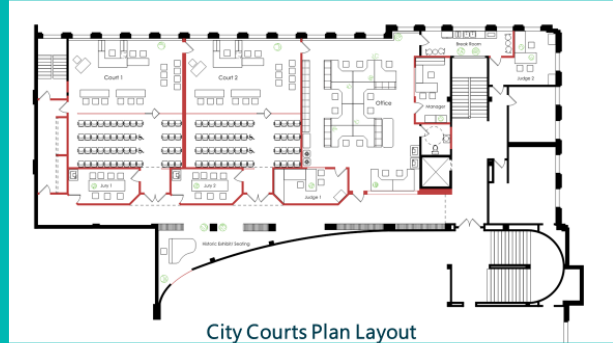 Break Room
Court 1
Court 2
Judge 2
Office
Manager
Jury 1
Jury 2
Judge 1
Historic Exhibit/ Seating
City Courts Plan Layout